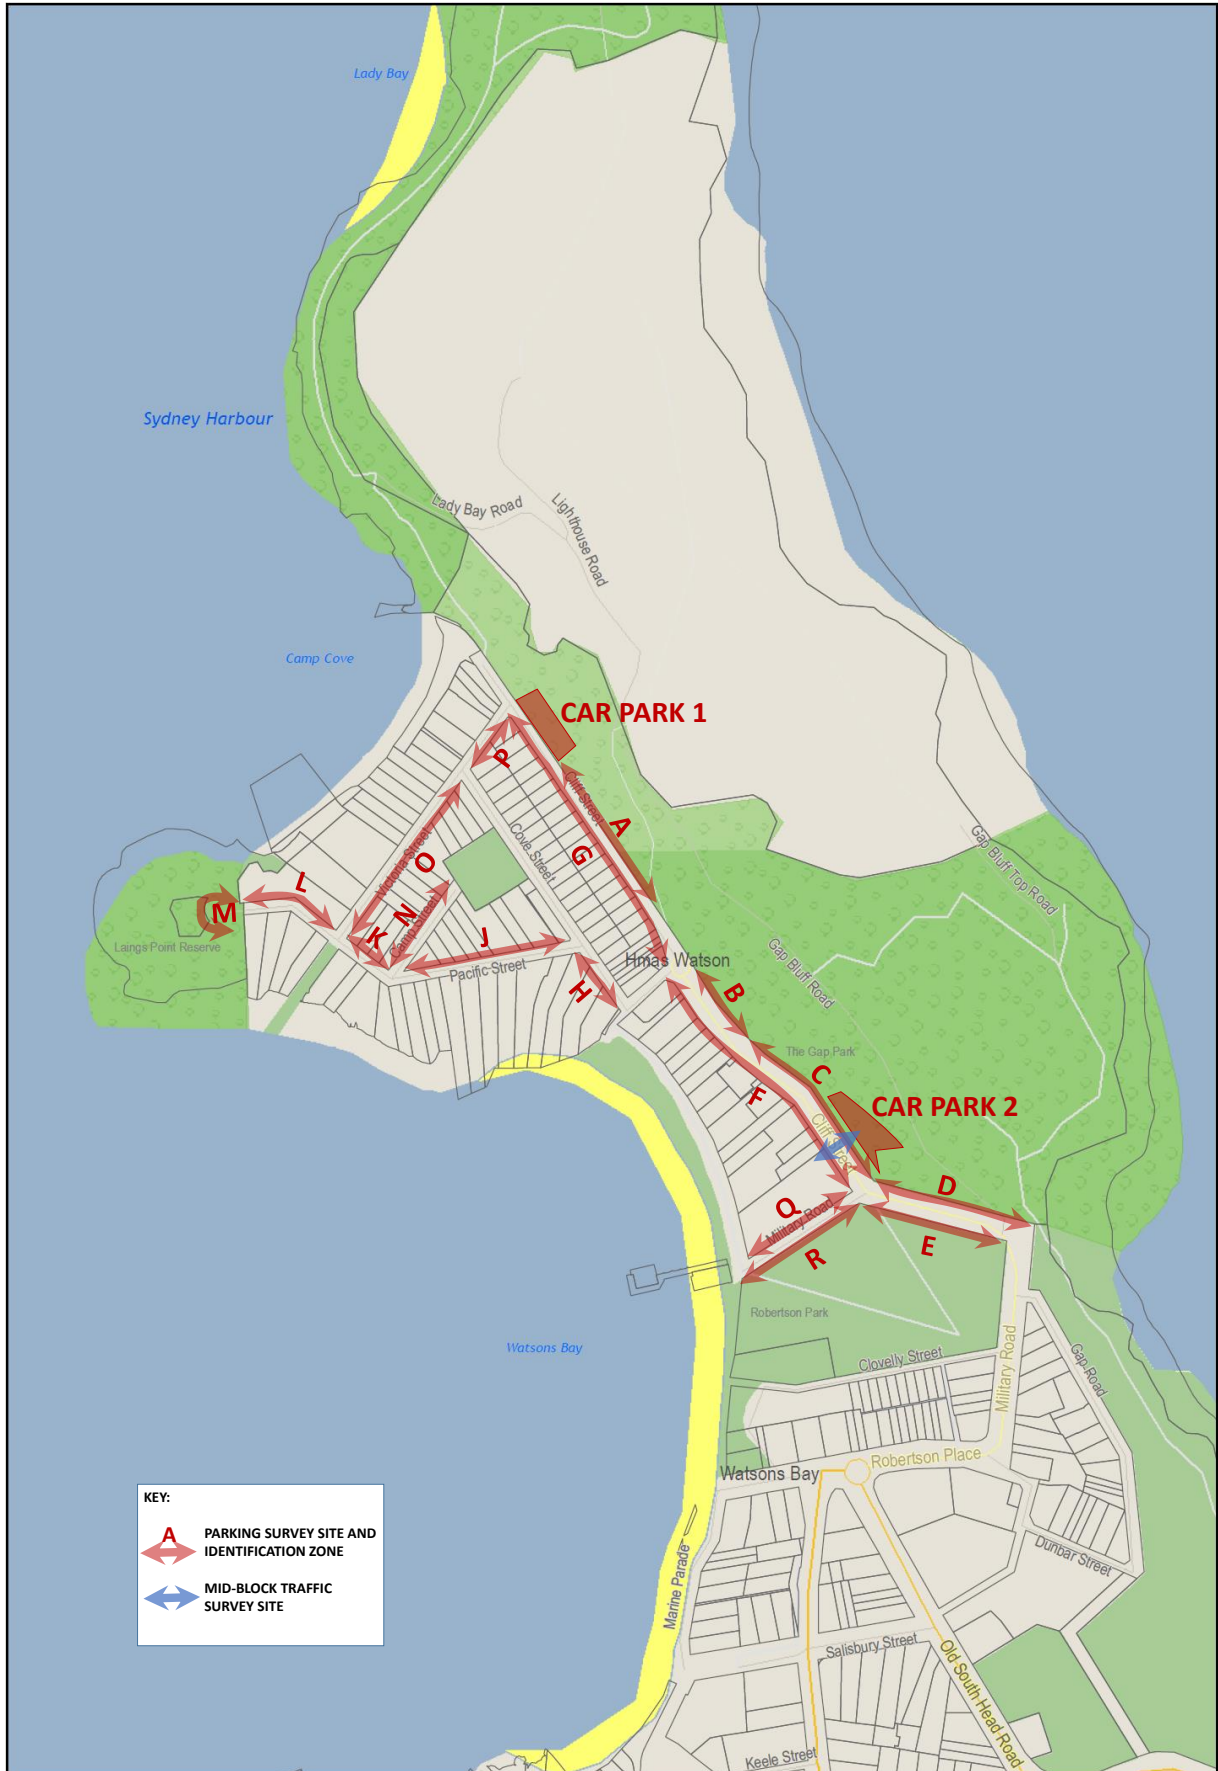 Lady Bay
Sydney Harbour
Lady Bay Road
Lighthouse Road
Camp Cove
CAR PARK 1
P
Cliff Street
A
G
Cove Street
Victoria Street
O
L
M
Laings Point Reserve
K
N
Camp Street
J
Pacific Street
H
Hmas Watson
B
Gap Bluff Road
Gap Bluff Top Road
The Gap Park
C
F
CAR PARK 2
Cliff Street
D
Q
Military Road
R
E
Robertson Park
Watsons Bay
Clovelly Street
Military Road
Gap Road
Robertson Place
Watsons Bay
Dunbar Street
Marine Parade
Salisbury Street
Old South Head Road
Keele Street
KEY:
A
PARKING SURVEY SITE AND
IDENTIFICATION ZONE
MID-BLOCK TRAFFIC
SURVEY SITE